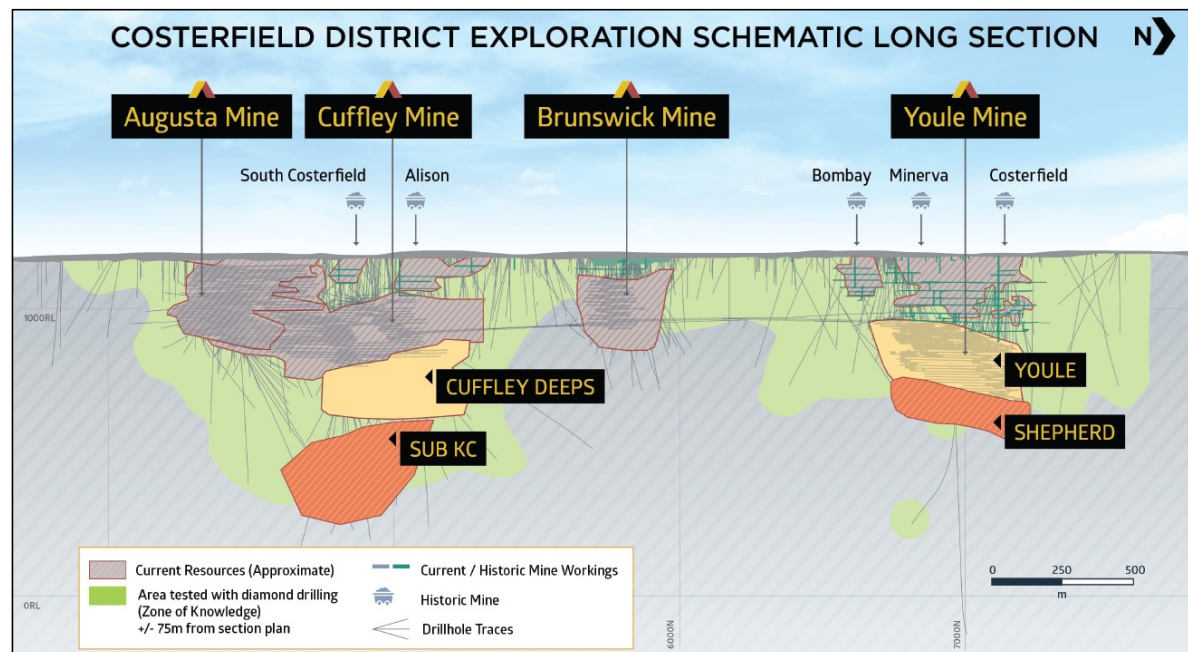 COSTERFIELD DISTRICT EXPLORATION SCHEMATIC LONG SECTION N
Augusta Mine
Cuffley Mine
Brunswick Mine
Youle Mine
South Costerfield
Alison
Bombay
Minerva
Costerfield
1000RL
CUFFLEY DEEPS
YOULE
SUB KC
SHEPHERD
Current Resources (Approximate)
Area tested with diamond drilling
(Zone of Knowledge)
+/- 75m from section plan
Current / Historic Mine Workings
Historic Mine
Drillhole Traces
0 250 500
m
0RL
6000N
7000N